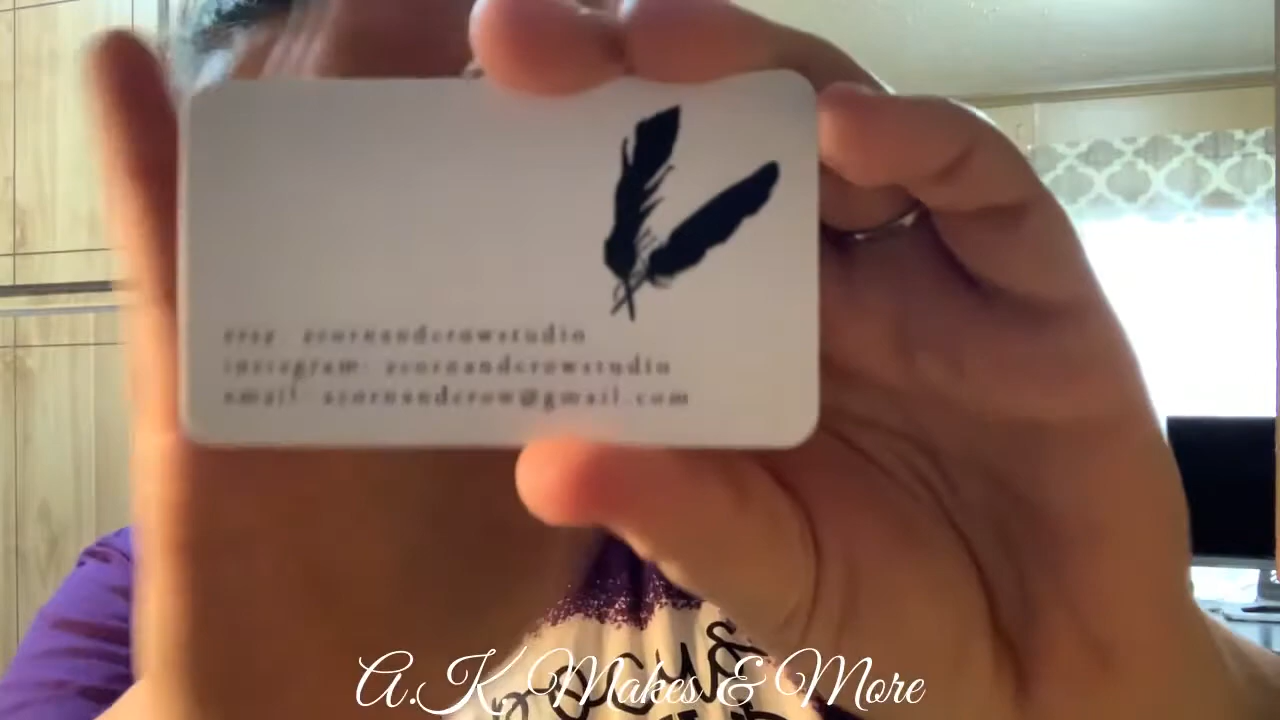 etsy: acornandcrowstudio
instagram: acornandcrowstudio
email: acornandcrow@gmail.com
A.K. Makes & More